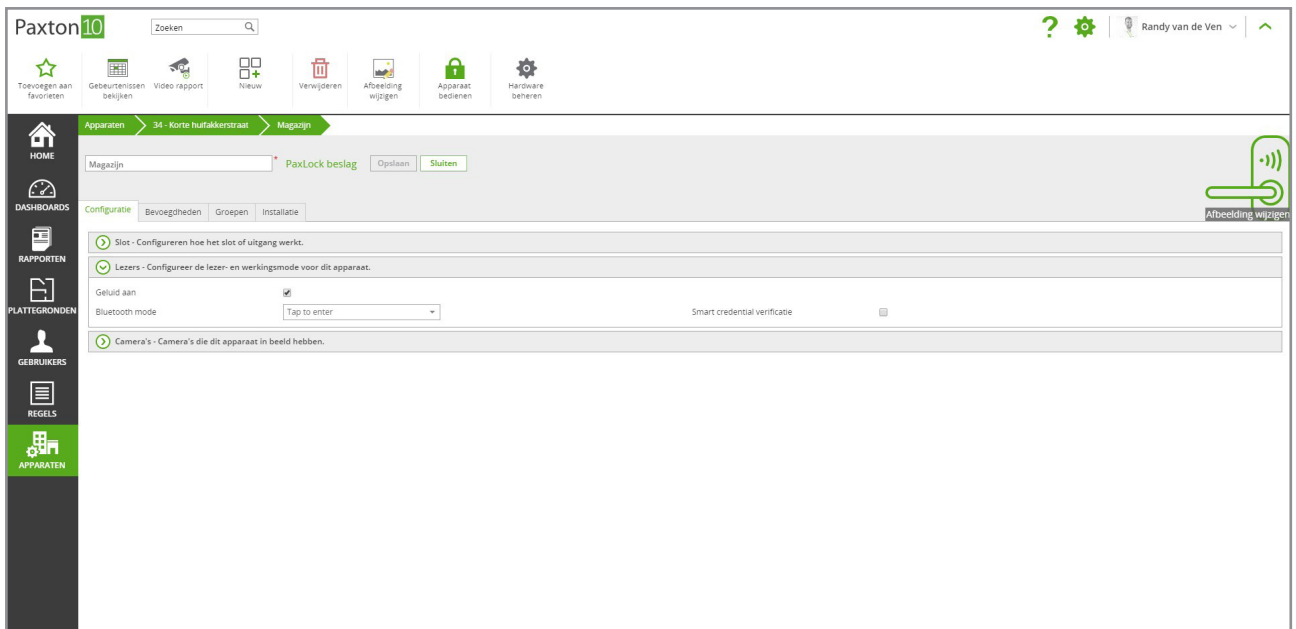 Paxton10
Zoeken
Randy van de Ven
Toevoegen aan
favorieten
Gebeurtenissen
bekijken
Video rapport
Nieuw
Verwijderen
Afbeelding
wijzigen
Apparaat
bedienen
Hardware
beheren
Apparaten
34 - Korte huifakkerstraat
Magazijn
HOME
DASHBOARDS
RAPPORTEN
PLATTEGRONDEN
GEBRUIKERS
REGELS
APPARATEN
Magazijn * PaxLock beslag Opslaan Sluiten
Afbeelding wijzigen
Configuratie Bevoegdheden Groepen Installatie
Slot - Configureren hoe het slot of uitgang werkt.
Lezers - Configureer de lezer- en werkingsmode voor dit apparaat.
Geluid aan
Bluetooth mode Tap to enter Smart credential verificatie
Camera's - Camera's die dit apparaat in beeld hebben.